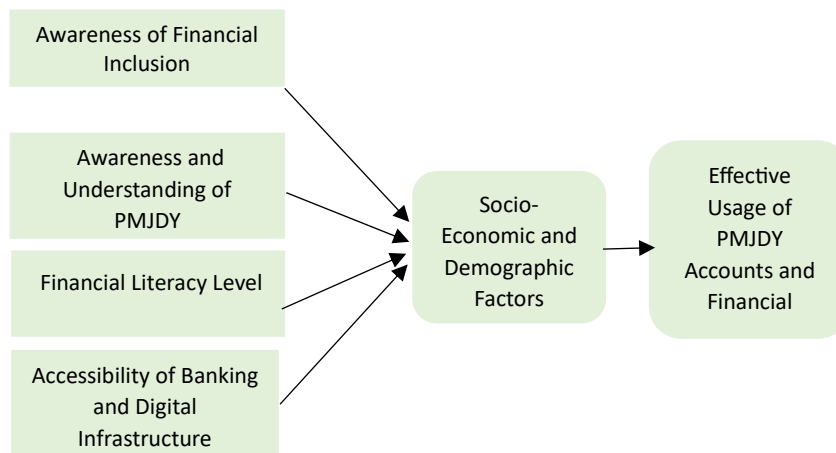 Awareness of Financial
Inclusion
Awareness and
Understanding of
PMJDY
Financial Literacy Level
Accessibility of Banking
and Digital
Infrastructure
Socio-
Economic and
Demographic
Factors
Effective
Usage of
PMJDY
Accounts and
Financial